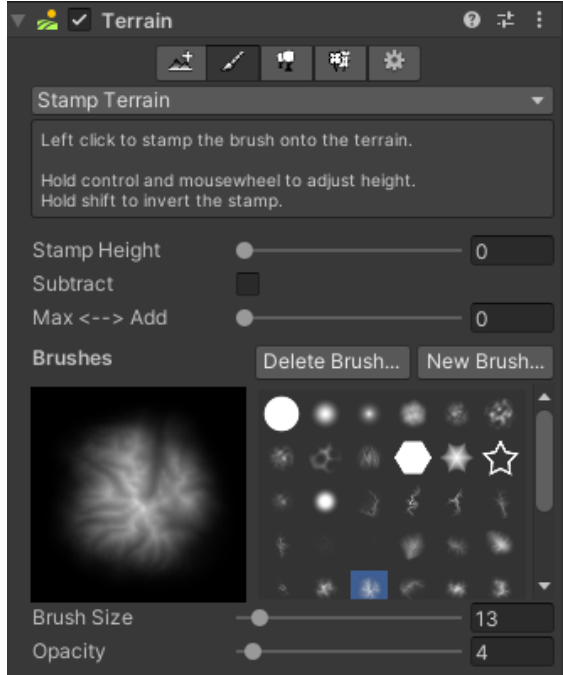 Terrain
Stamp Terrain
Left click to stamp the brush onto the terrain.
Hold control and mousewheel to adjust height.
Hold shift to invert the stamp.
Stamp Height 0
Subtract
Max <--> Add 0
Brushes Delete Brush... New Brush...
Brush Size 13
Opacity 4